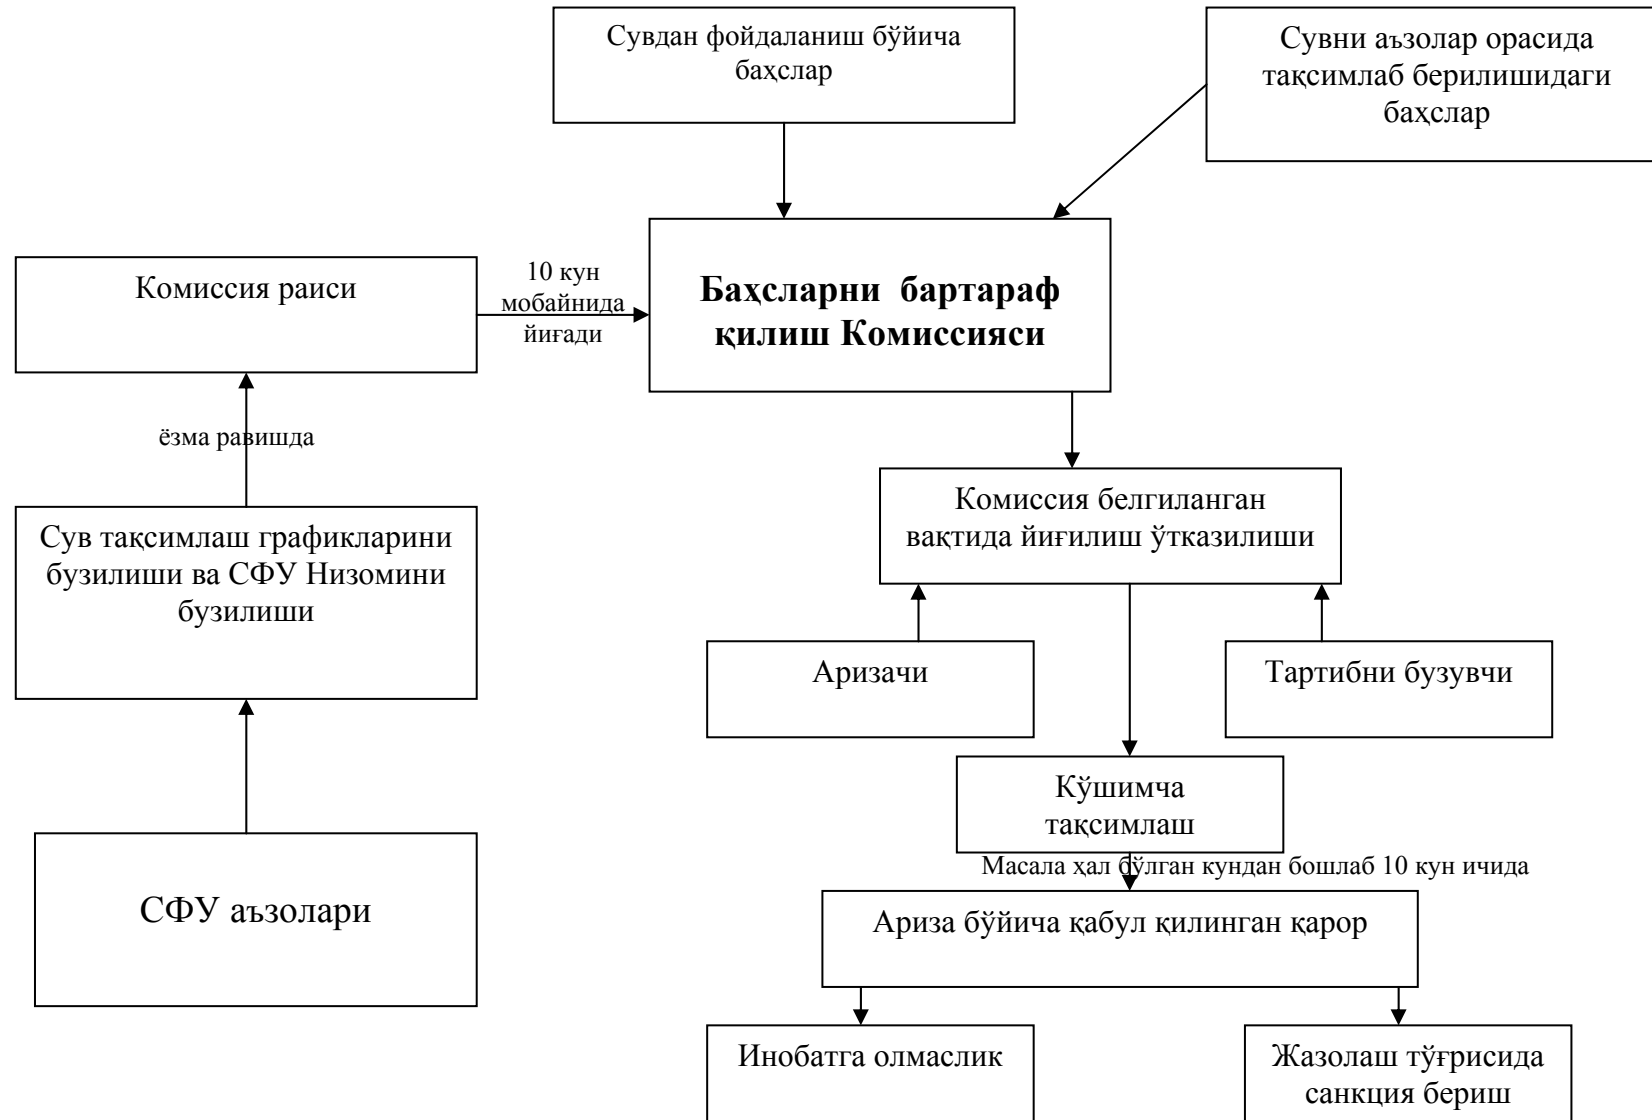 Сувдан фойдаланиш бўйича
баҳслар
Сувни аъзолар орасида
тақсимлаб берилишидаги
баҳслар
Комиссия раиси
10 кун
мобайнида
йиғади
Баҳсларни бартараф
қилиш Комиссияси
ёзма равишда
Комиссия белгиланган
вақтида йиғилиш ўтказилиши
Сув тақсимлаш графикларини
бузилиши ва СФУ Низомини
бузилиши
Аризачи
Тартибни бузувчи
Кўшимча
тақсимлаш
Масала ҳал бўлган кундан бошлаб 10 кун ичида
СФУ аъзолари
Ариза бўйича қабул қилинган қарор
Инобатга олмаслик
Жазолаш тўғрисида
санкция бериш